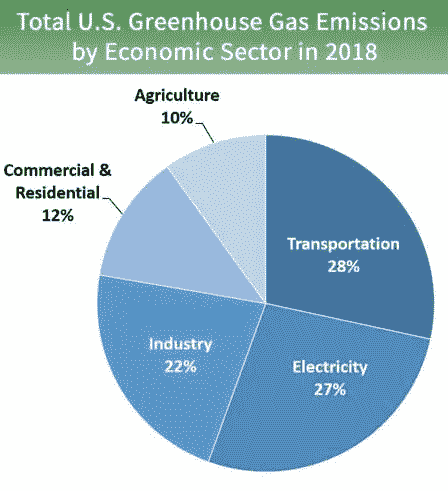 Total U.S. Greenhouse Gas Emissions
by Economic Sector in 2018
Agriculture
10%
Commercial &
Residential
12%
Transportation
28%
Industry
22%
Electricity
27%